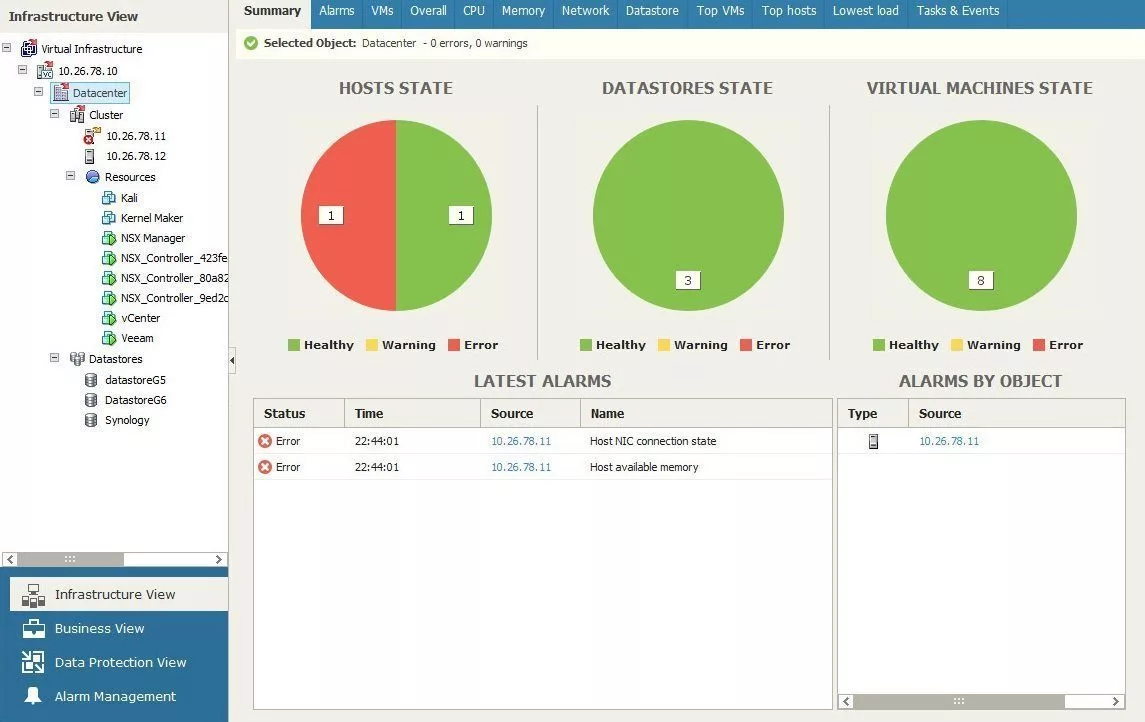 Infrastructure View
Virtual Infrastructure
10.26.78.10
Datacenter
Cluster
10.26.78.11
10.26.78.12
Resources
Kali
Kernel Maker
NSX Manager
NSX_Controller_423fe
NSX_Controller_80a82
NSX_Controller_9ed2c
vCenter
Veeam
Datastores
datastoreG5
DatastoreG6
Synology
Infrastructure View
Business View
Data Protection View
Alarm Management
Summary Alarms VMs Overall CPU Memory Network Datastore Top VMs Top hosts Lowest load Tasks & Events
Selected Object: Datacenter - 0 errors, 0 warnings
HOSTS STATE
1 1
Healthy Warning Error
DATASTORES STATE
3
Healthy Warning Error
VIRTUAL MACHINES STATE
8
Healthy Warning Error
LATEST ALARMS
Status Time Source Name
Error 22:44:01 10.26.78.11 Host NIC connection state
Error 22:44:01 10.26.78.11 Host available memory
ALARMS BY OBJECT
Type Source
10.26.78.11